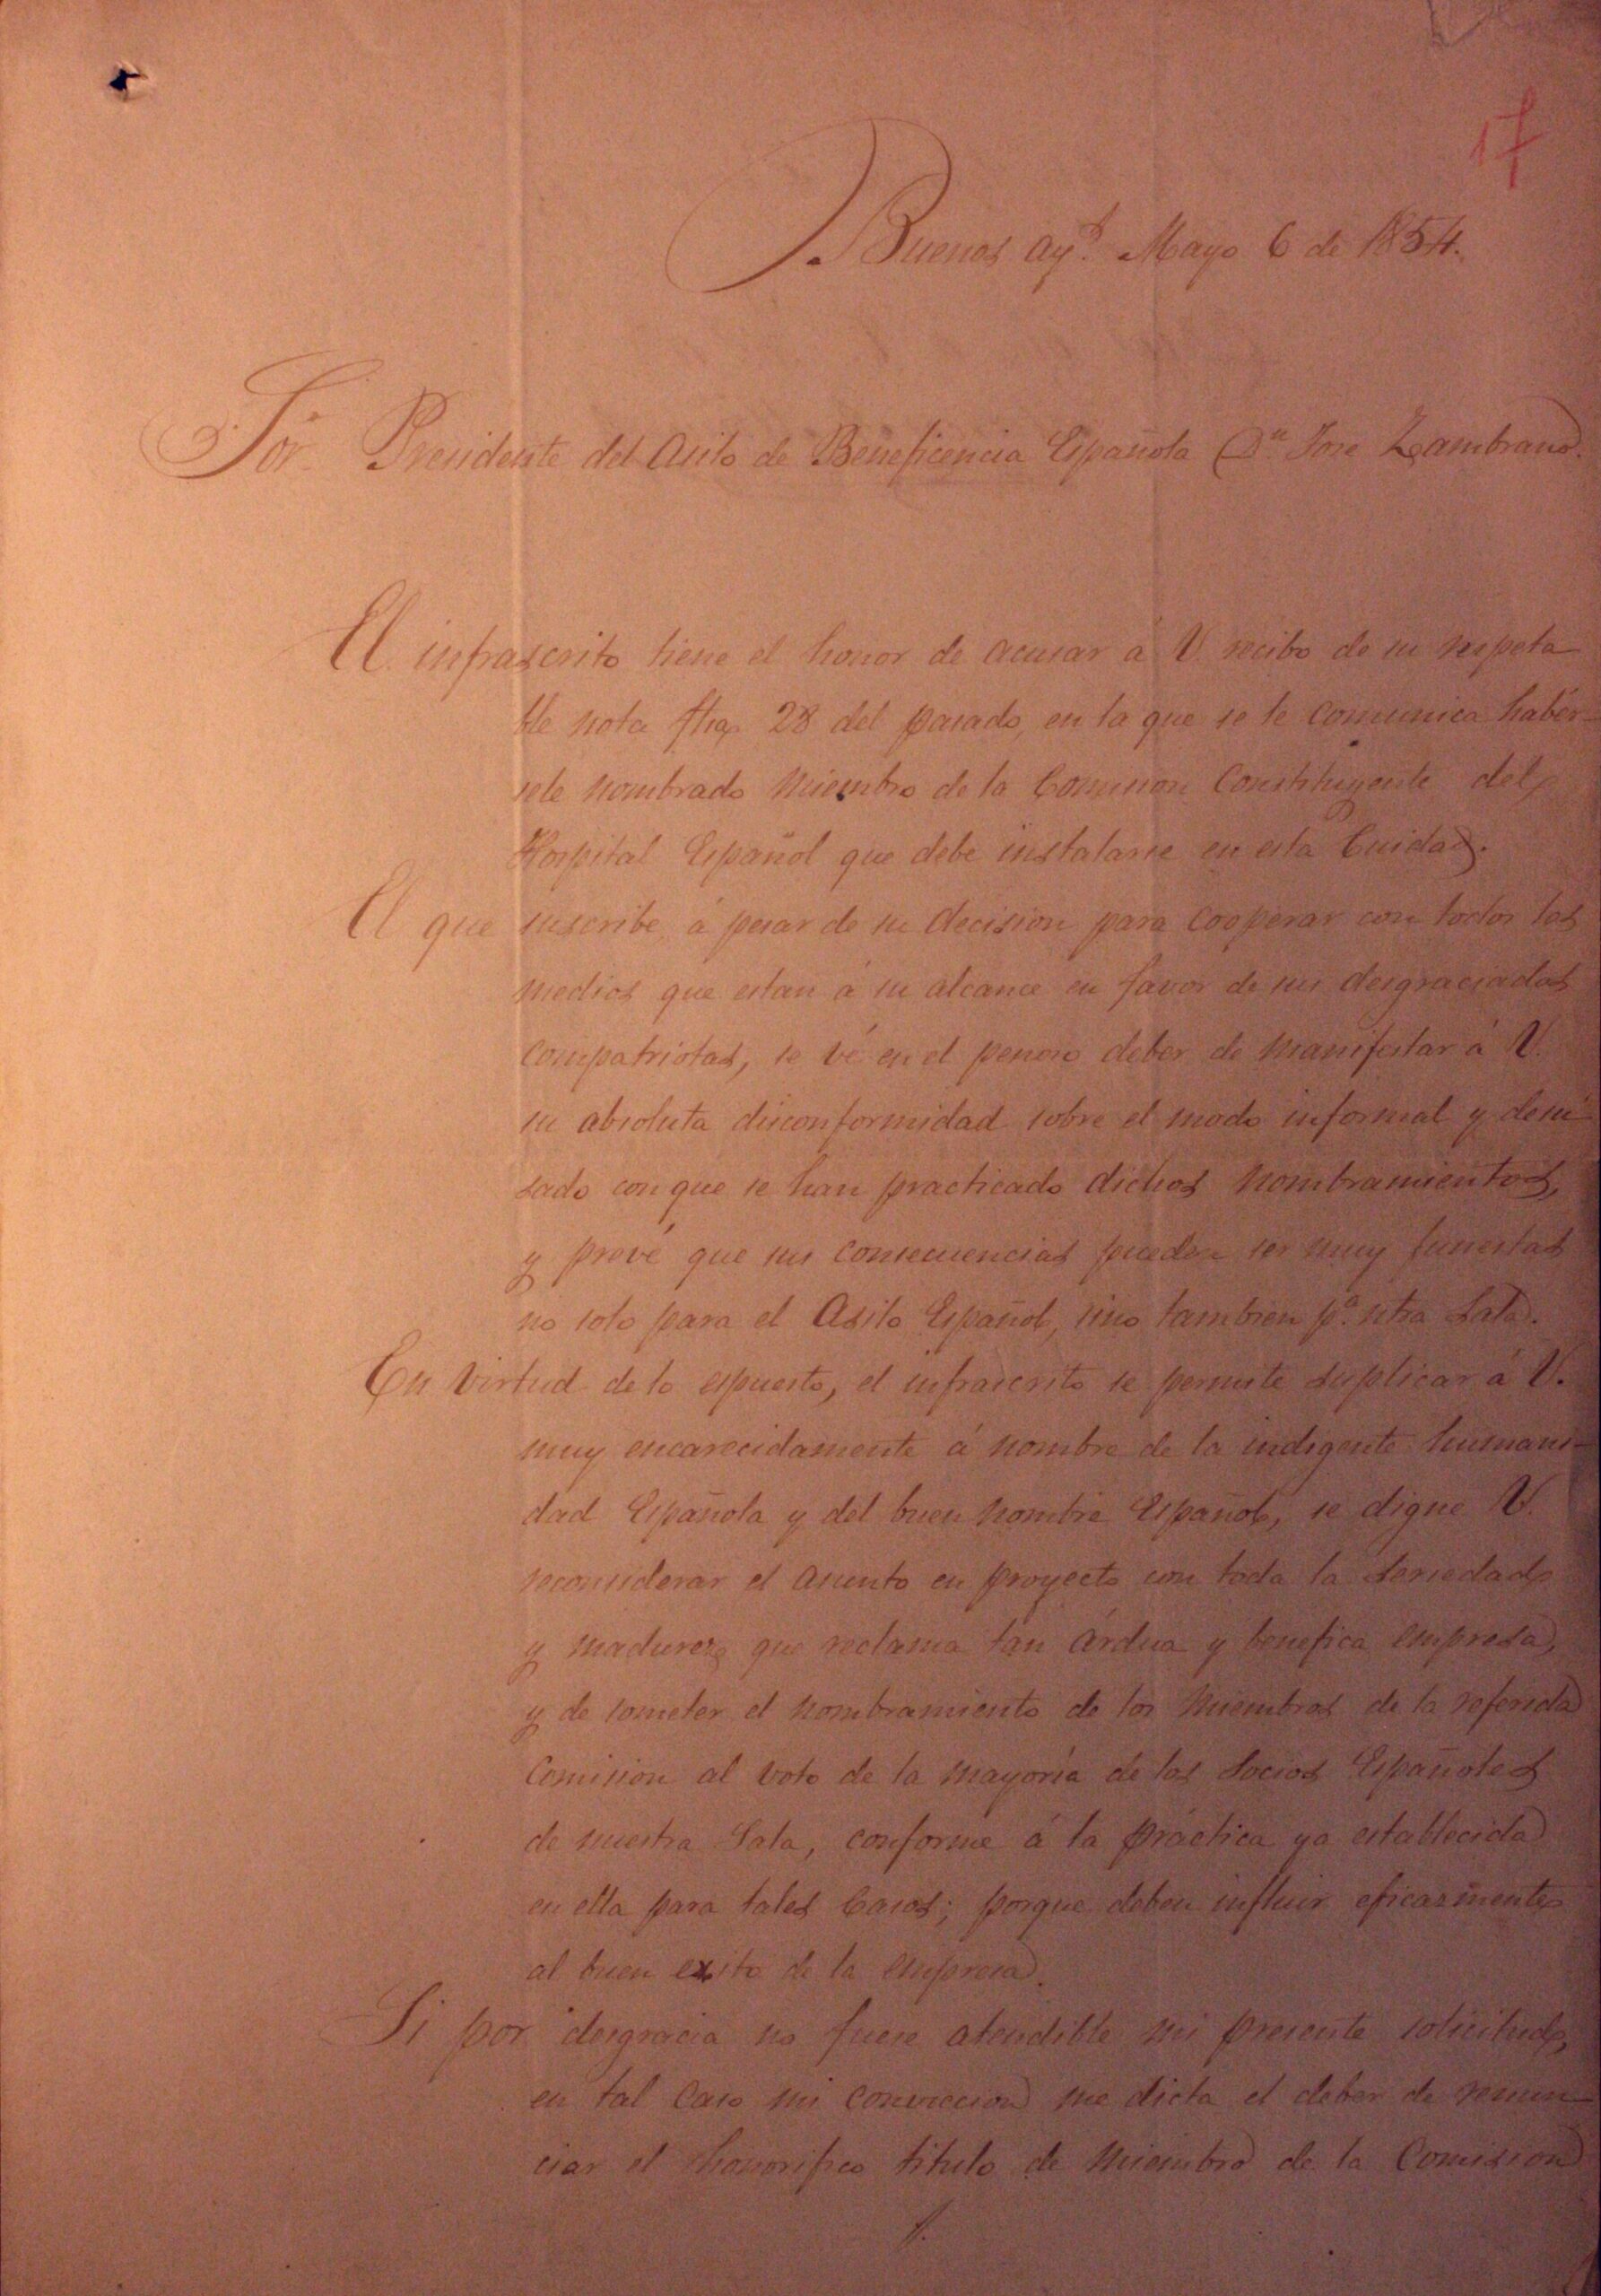 17
Buenos Ay.s Mayo 6 de 1854.
Sor. Presidente del Asilo de Beneficencia Española Dn. Jose Zambrano.
El infrascrito tiene el honor de acusar á V. recibo de su respeta
ble nota fha 28 del pasado, en la que se le comunica habér-
sele nombrado Miembro de la Comision Constituyente del
Hospital Español que debe instalarse en esta Cuidad.
El que suscribe á pesar de su decision para cooperar con todos los
medios que estan á su alcance en favor de sus desgraciados
compatriotas, se vé en el penoso deber de manifestar á V.
su absoluta disconformidad sobre el modo informal y desu-
sado con que se han practicado dichos nombramientos,
y prevé que sus consecuencias pueden ser muy funestas
no solo para el Asilo Español, sino tambien p.a ntra Sala.
En virtud de lo espuesto, el infrascrito se permite suplicar á V.
muy encarecidamente á nombre de la indigente humani-
dad Española y del buen nombre Español, se digne V.
reconsiderar el asunto en proyecto con toda la seriedad
y madurez que reclama tan árdua y benefica empresa,
y de someter el nombramiento de los Miembros de la referida
Comision al voto de la mayoría de los Socios Españoles
de nuestra Sala, conforme á la práctica ya establecida
en ella para tales Casos; porque deben influir eficazmente
al buen exito de la empresa.
Si por desgracia no fuese atendible mi presente solicitud,
en tal caso mi conviccion me dicta el deber de renun-
ciar el honorifico titulo de Miembro de la Comision